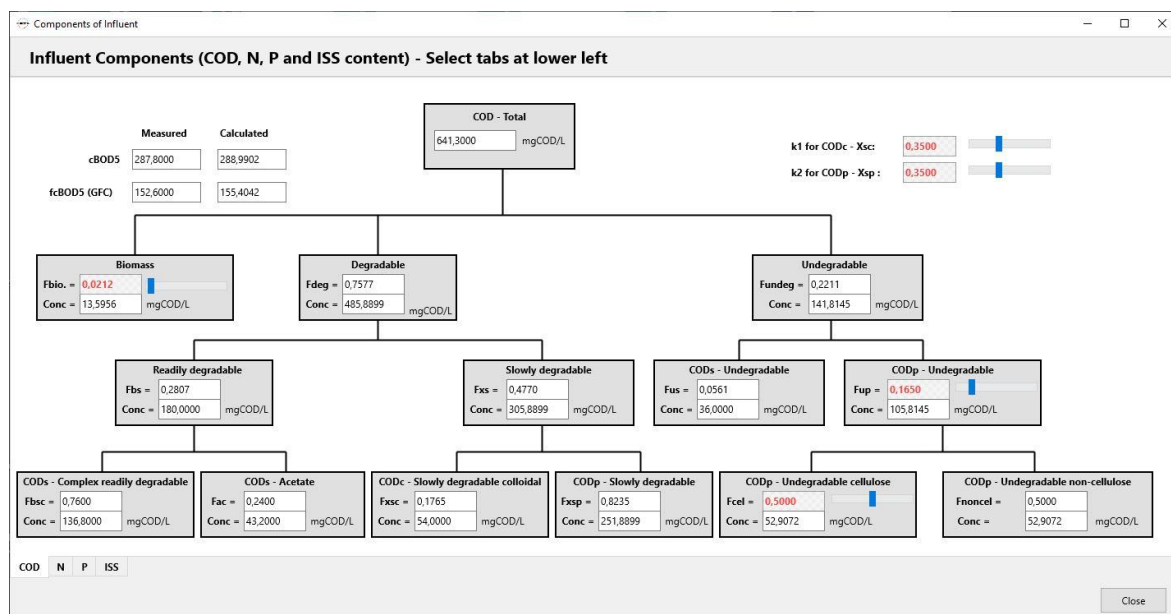 Components of Influent
Influent Components (COD, N, P and ISS content) - Select tabs at lower left
COD - Total
641,3000 mgCOD/L
Measured Calculated
cBOD5 287,8000 288,9902
fcBOD5 (GFC) 152,6000 155,4042
k1 for CODc - Xsc: 0,3500
k2 for CODp - Xsp : 0,3500
Biomass
Fbio. = 0,0212
Conc = 13,5956 mgCOD/L
Degradable
Fdeg = 0,7577
Conc = 485,8899 mgCOD/L
Undegradable
Fundeg = 0,2211
Conc = 141,8145 mgCOD/L
Readily degradable
Fbs = 0,2807
Conc = 180,0000 mgCOD/L
Slowly degradable
Fxs = 0,4770
Conc = 305,8899 mgCOD/L
CODs - Undegradable
Fus = 0,0561
Conc = 36,0000 mgCOD/L
CODp - Undegradable
Fup = 0,1650
Conc = 105,8145 mgCOD/L
CODs - Complex readily degradable
Fbsc = 0,7600
Conc = 136,8000 mgCOD/L
CODs - Acetate
Fac = 0,2400
Conc = 43,2000 mgCOD/L
CODc - Slowly degradable colloidal
Fxsc = 0,1765
Conc = 54,0000 mgCOD/L
CODp - Slowly degradable
Fxsp = 0,8235
Conc = 251,8899 mgCOD/L
CODp - Undegradable cellulose
Fcel = 0,5000
Conc = 52,9072 mgCOD/L
CODp - Undegradable non-cellulose
Fnoncel = 0,5000
Conc = 52,9072 mgCOD/L
COD N P ISS
Close